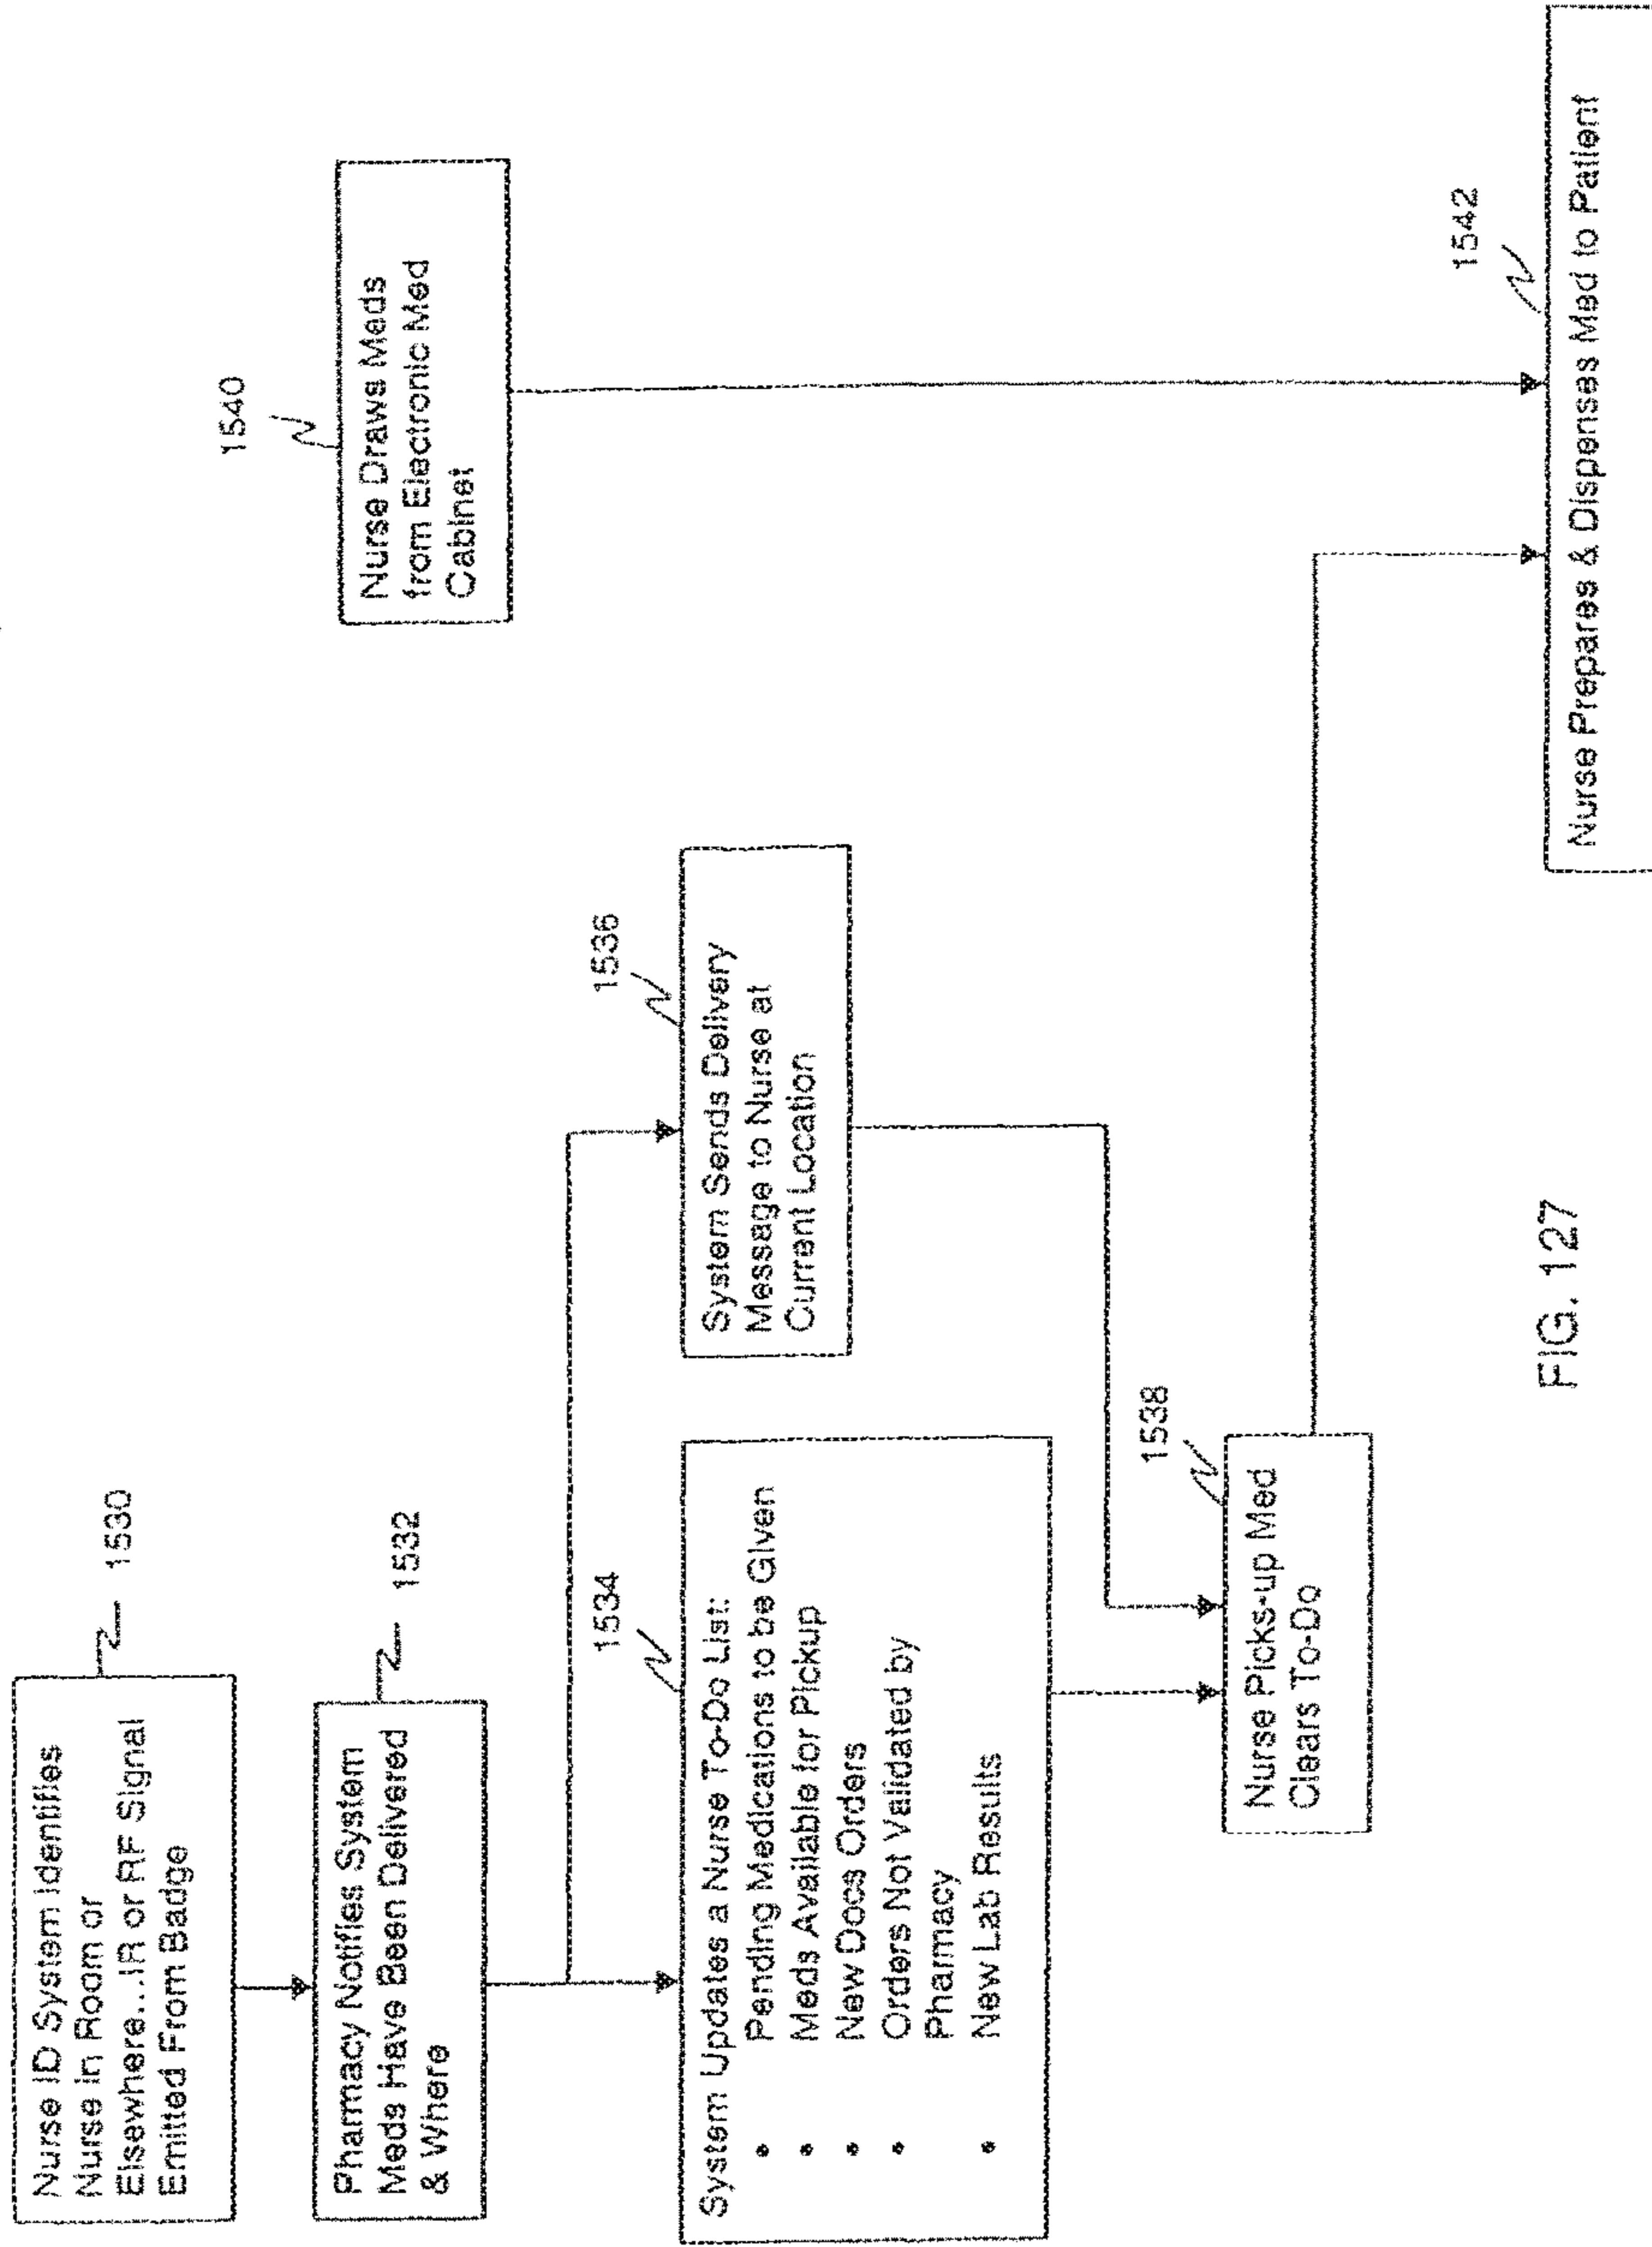 Nurse ID System Identifies
Nurse in Room or
Elsewhere...IR or RF Signal
Emitted From Badge
1530
Pharmacy Notifies System
Meds Have Been Delivered
& Where
1532
1534
System Updates a Nurse To-Do List:
• Pending Medications to be Given
• Meds Available for Pickup
• New Docs Orders
• Orders Not Validated by
Pharmacy
• New Lab Results
1536
System Sends Delivery
Message to Nurse at
Current Location
1538
Nurse Picks-up Med
Clears To-Do
1540
Nurse Draws Meds
from Electronic Med
Cabinet
1542
Nurse Prepares & Dispenses Med to Patient
FIG. 127